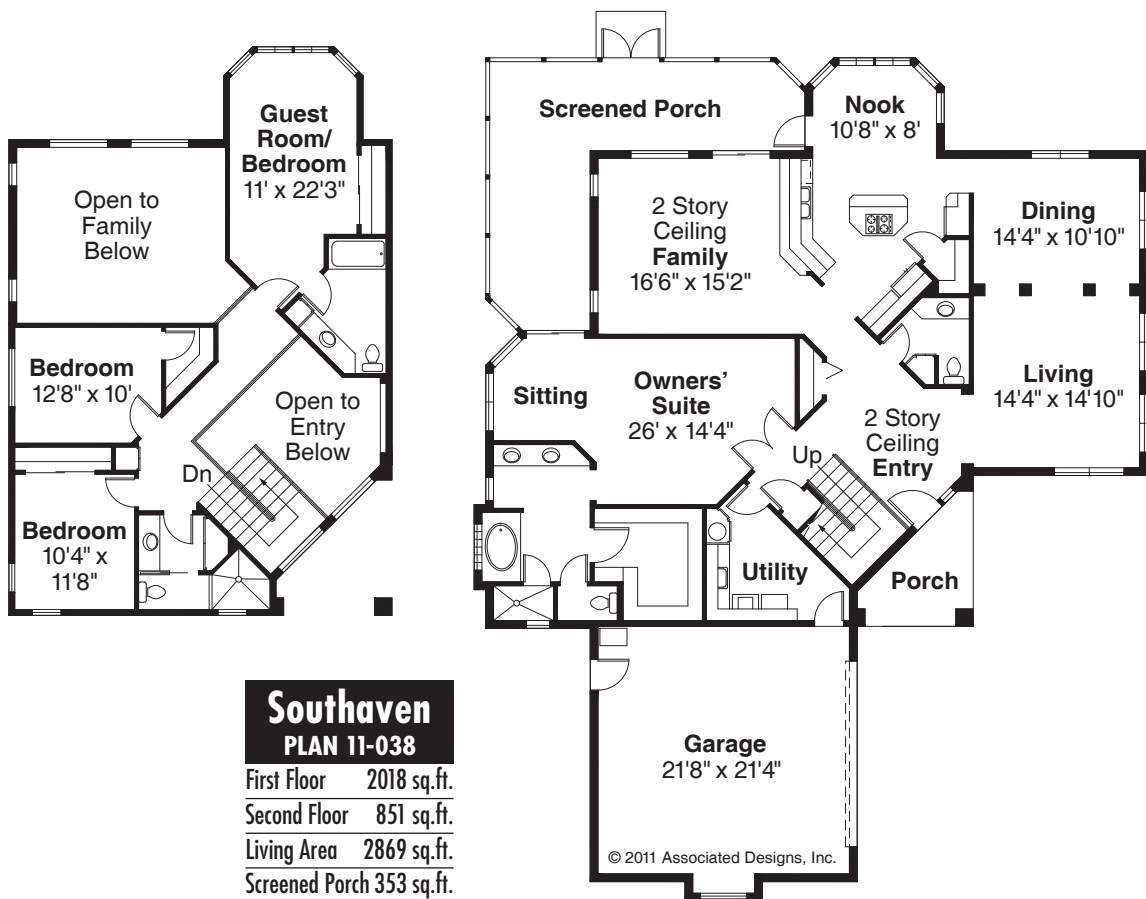 Guest
Room/
Bedroom
11' x 22'3"
Open to
Family
Below
Bedroom
12'8" x 10'
Open to
Entry
Below
Dn
Bedroom
10'4" x
11'8"
Screened Porch
Nook
10'8" x 8'
2 Story
Ceiling
Family
16'6" x 15'2"
Dining
14'4" x 10'10"
Sitting
Owners'
Suite
26' x 14'4"
Living
14'4" x 14'10"
2 Story
Ceiling
Entry
Up
Utility
Porch
Garage
21'8" x 21'4"
© 2011 Associated Designs, Inc.
Southaven
PLAN 11-038
First Floor 2018 sq.ft.
Second Floor 851 sq.ft.
Living Area 2869 sq.ft.
Screened Porch 353 sq.ft.